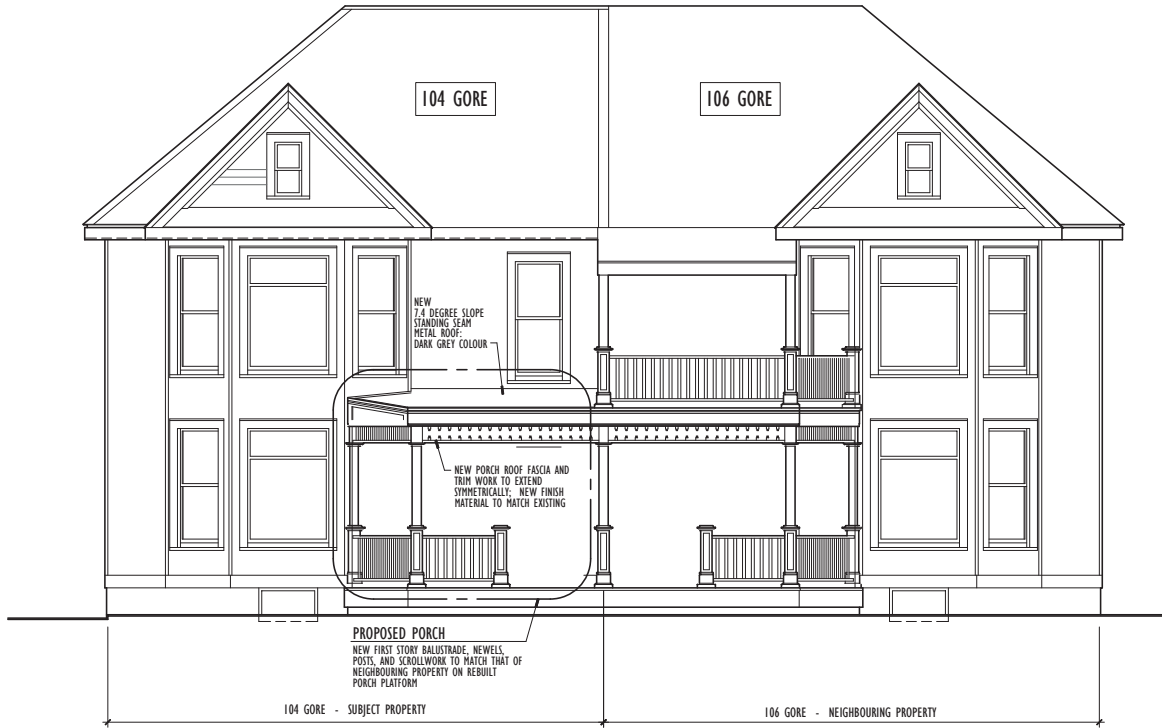 104 GORE
106 GORE
NEW
7.4 DEGREE SLOPE
STANDING SEAM
METAL ROOF:
DARK GREY COLOUR
NEW PORCH ROOF FASCIA AND
TRIM WORK TO EXTEND
SYMMETRICALLY; NEW FINISH
MATERIAL TO MATCH EXISTING
PROPOSED PORCH
NEW FIRST STORY BALUSTRADE, NEWELS,
POSTS, AND SCROLLWORK TO MATCH THAT OF
NEIGHBOURING PROPERTY ON REBUILT
PORCH PLATFORM
104 GORE - SUBJECT PROPERTY
106 GORE - NEIGHBOURING PROPERTY